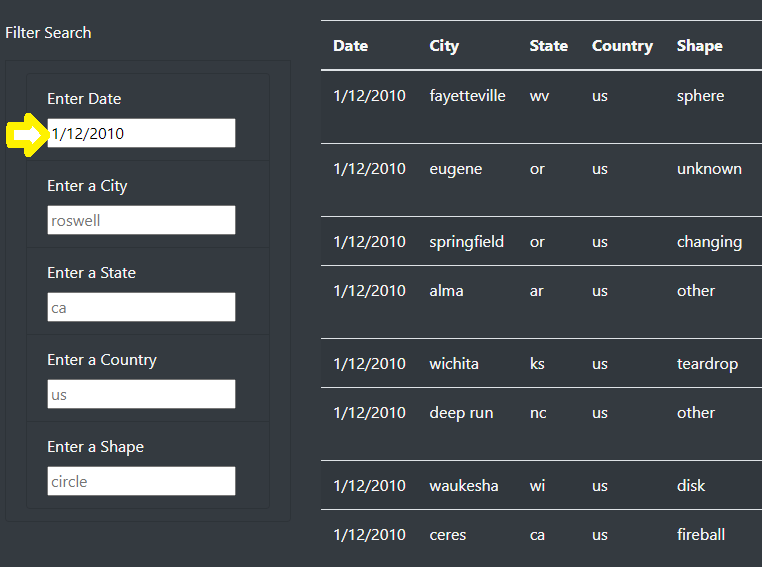 Filter Search
Enter Date
1/12/2010
Enter a City
roswell
Enter a State
ca
Enter a Country
us
Enter a Shape
circle
Date City State Country Shape
1/12/2010 fayetteville wv us sphere
1/12/2010 eugene or us unknown
1/12/2010 springfield or us changing
1/12/2010 alma ar us other
1/12/2010 wichita ks us teardrop
1/12/2010 deep run nc us other
1/12/2010 waukesha wi us disk
1/12/2010 ceres ca us fireball